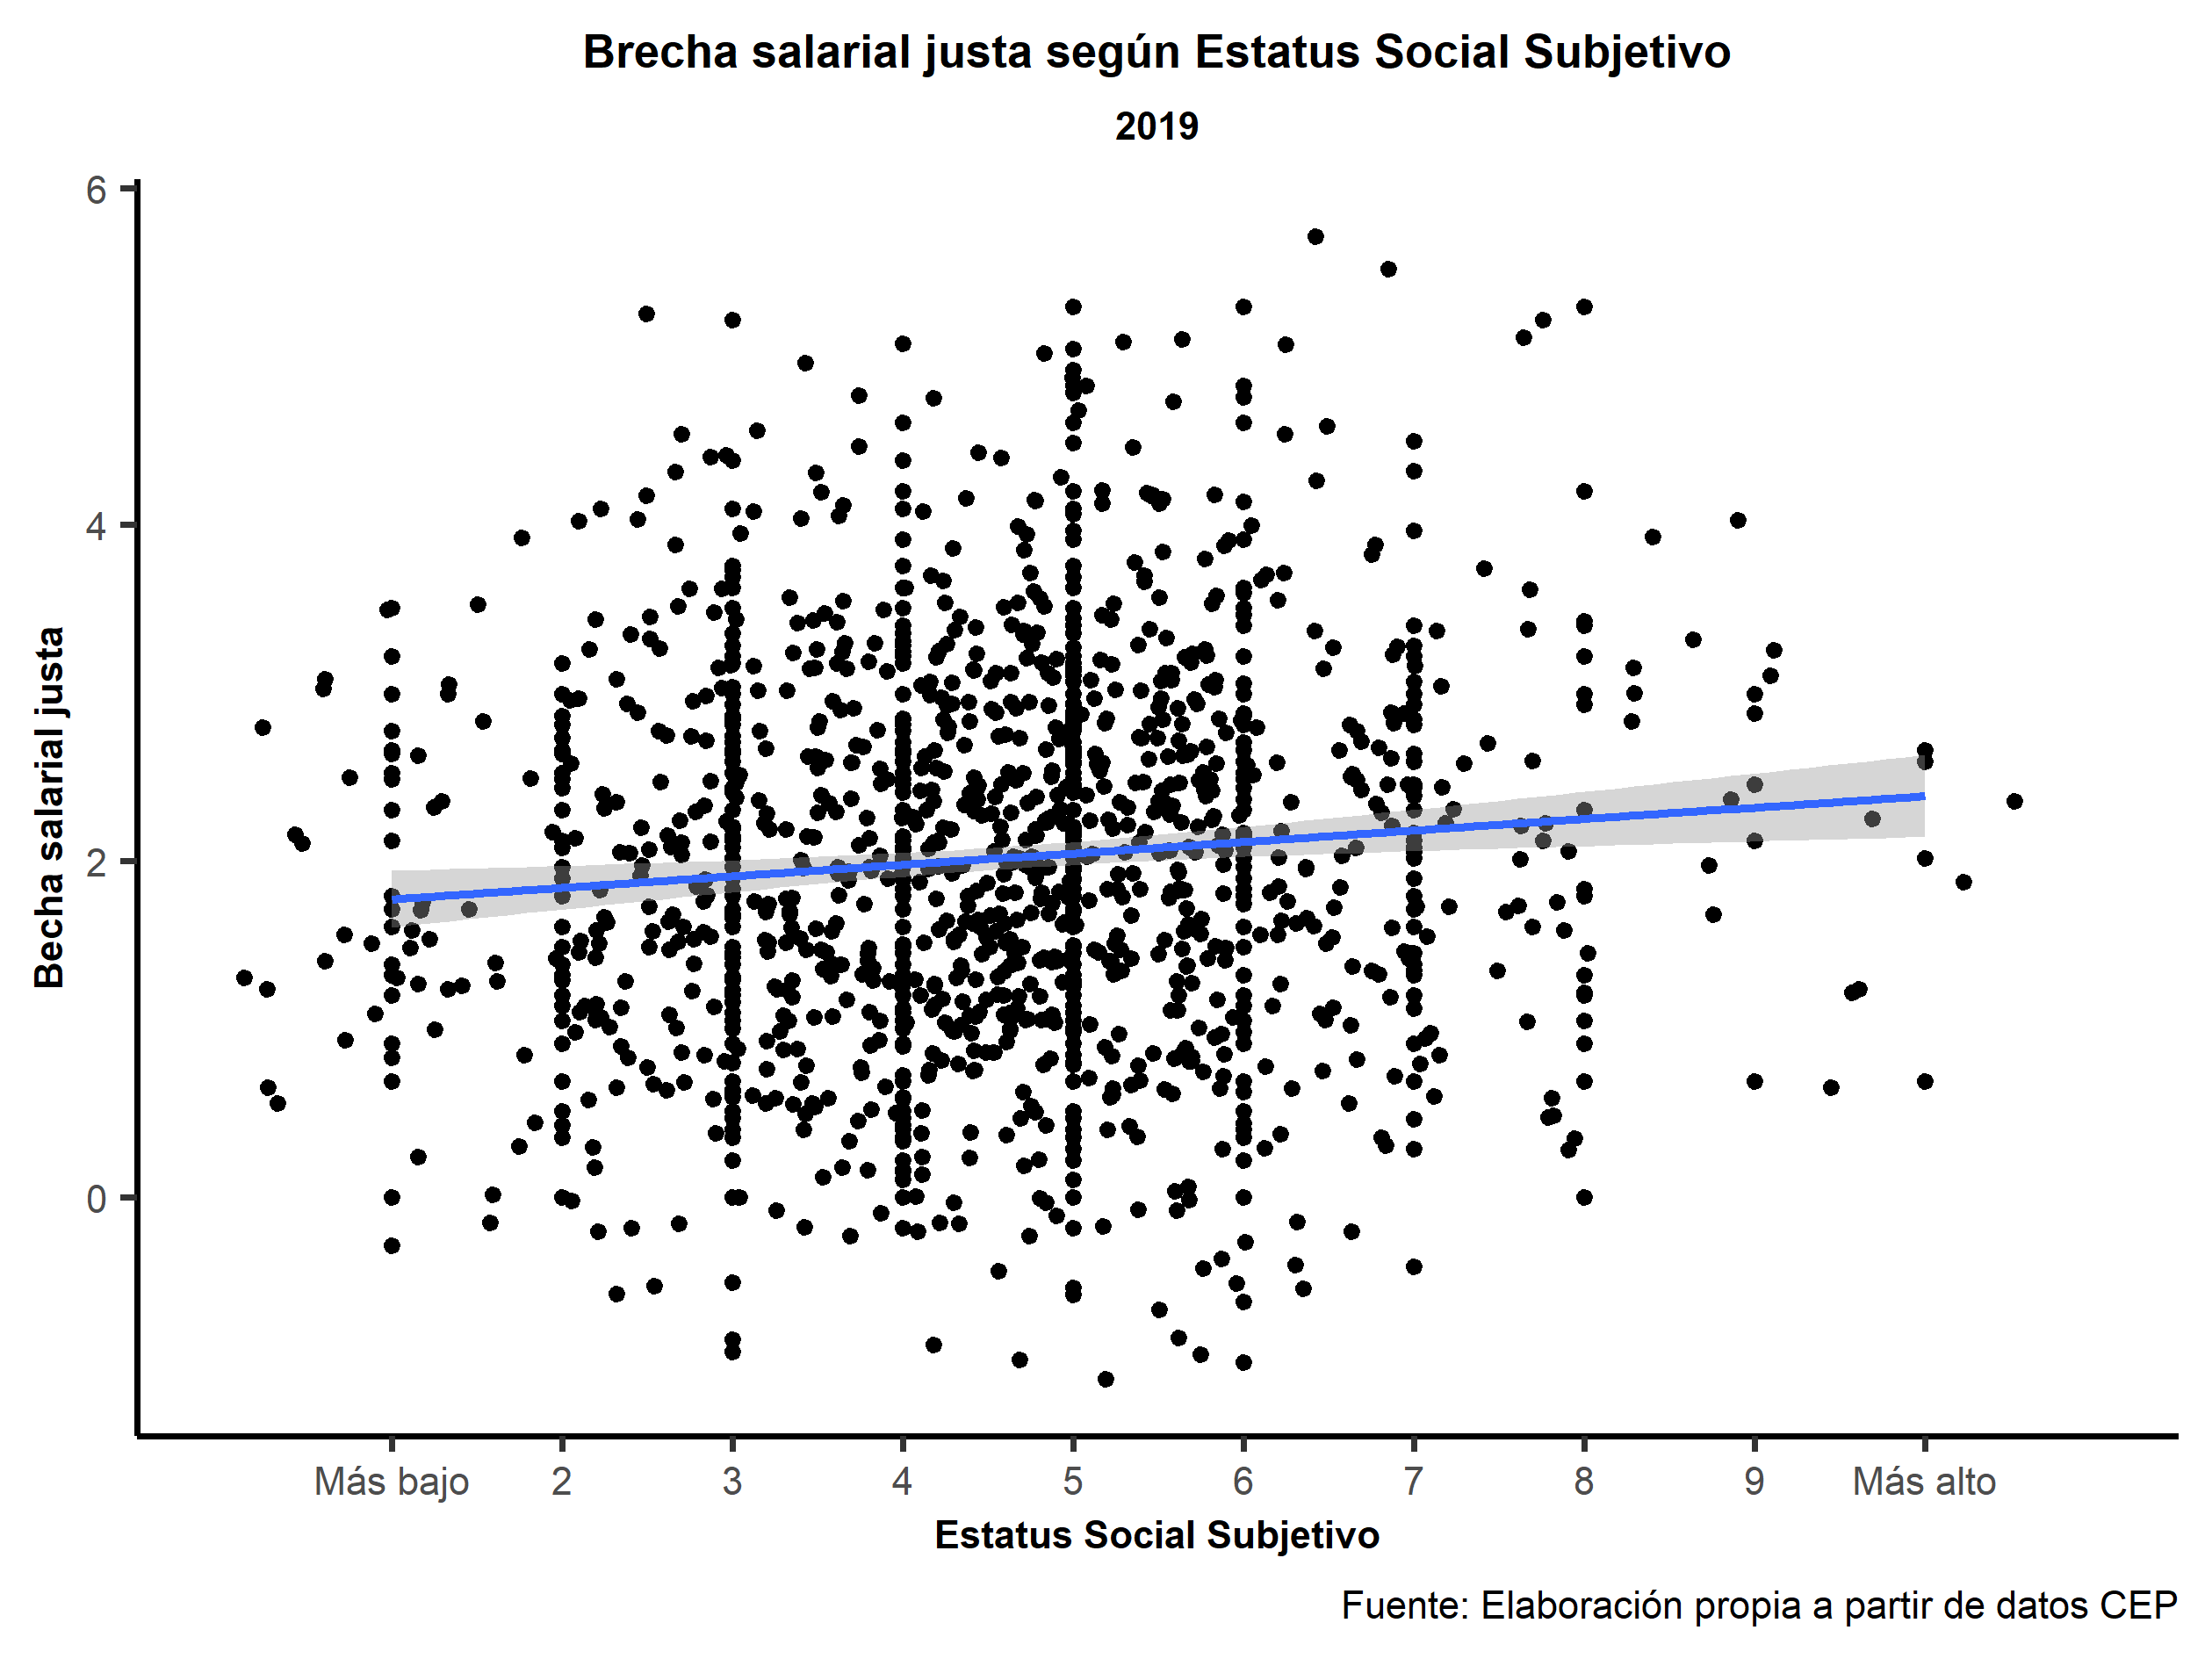 Brecha salarial justa según Estatus Social Subjetivo
2019
6
4
2
0
Becha salarial justa
Más bajo 2 3 4 5 6 7 8 9 Más alto
Estatus Social Subjetivo
Fuente: Elaboración propia a partir de datos CEP